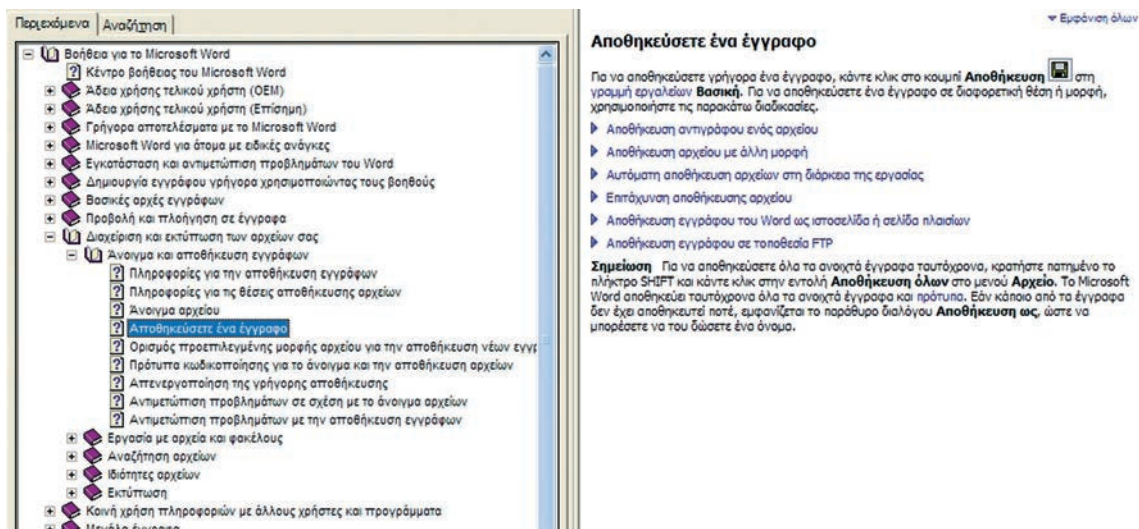 Περιεχόμενα
Αναζήτηση
Βοήθεια για το Microsoft Word
Κέντρο βοήθειας του Microsoft Word
Άδεια χρήσης τελικού χρήστη (OEM)
Άδεια χρήσης τελικού χρήστη (Επίσημη)
Γρήγορα αποτελέσματα με το Microsoft Word
Microsoft Word για άτομα με ειδικές ανάγκες
Εγκατάσταση και αντιμετώπιση προβλημάτων του Word
Δημιουργία εγγράφου γρήγορα χρησιμοποιώντας τους βοηθούς
Βασικές αρχές εγγράφων
Προβολή και πλοήγηση σε έγγραφα
Διαχείριση και εκτύπωση των αρχείων σας
Άνοιγμα και αποθήκευση εγγράφων
Πληροφορίες για την αποθήκευση εγγράφων
Πληροφορίες για τις θέσεις αποθήκευσης αρχείων
Άνοιγμα αρχείου
Αποθηκεύσετε ένα έγγραφο
Ορισμός προεπιλεγμένης μορφής αρχείου για την αποθήκευση νέων εγγρ
Πρότυπα κωδικοποίησης για το άνοιγμα και την αποθήκευση αρχείων
Απενεργοποίηση της γρήγορης αποθήκευσης
Αντιμετώπιση προβλημάτων σε σχέση με το άνοιγμα αρχείων
Αντιμετώπιση προβλημάτων με την αποθήκευση εγγράφων
Εργασία με αρχεία και φακέλους
Αναζήτηση αρχείων
Ιδιότητες αρχείων
Εκτύπωση
Κοινή χρήση πληροφοριών με άλλους χρήστες και προγράμματα
Μεγάλα έγγραφα
Εμφάνιση όλων
Αποθηκεύσετε ένα έγγραφο
Για να αποθηκεύσετε γρήγορα ένα έγγραφο, κάντε κλικ στο κουμπί Αποθήκευση στη
γραμμή εργαλείων Βασική. Για να αποθηκεύσετε ένα έγγραφο σε διαφορετική θέση ή μορφή,
χρησιμοποιήστε τις παρακάτω διαδικασίες.
Αποθήκευση αντιγράφου ενός αρχείου
Αποθήκευση αρχείου με άλλη μορφή
Αυτόματη αποθήκευση αρχείων στη διάρκεια της εργασίας
Επιτάχυνση αποθήκευσης αρχείου
Αποθήκευση εγγράφου του Word ως ιστοσελίδα ή σελίδα πλαισίων
Αποθήκευση εγγράφου σε τοποθεσία FTP
Σημείωση Για να αποθηκεύσετε όλα τα ανοιχτά έγγραφα ταυτόχρονα, κρατήστε πατημένο το
πλήκτρο SHIFT και κάντε κλικ στην εντολή Αποθήκευση όλων στο μενού Αρχείο. Το Microsoft
Word αποθηκεύει ταυτόχρονα όλα τα ανοιχτά έγγραφα και πρότυπα. Εάν κάποιο από τα έγγραφα
δεν έχει αποθηκευτεί ποτέ, εμφανίζεται το παράθυρο διαλόγου Αποθήκευση ως, ώστε να
μπορέσετε να του δώσετε ένα όνομα.